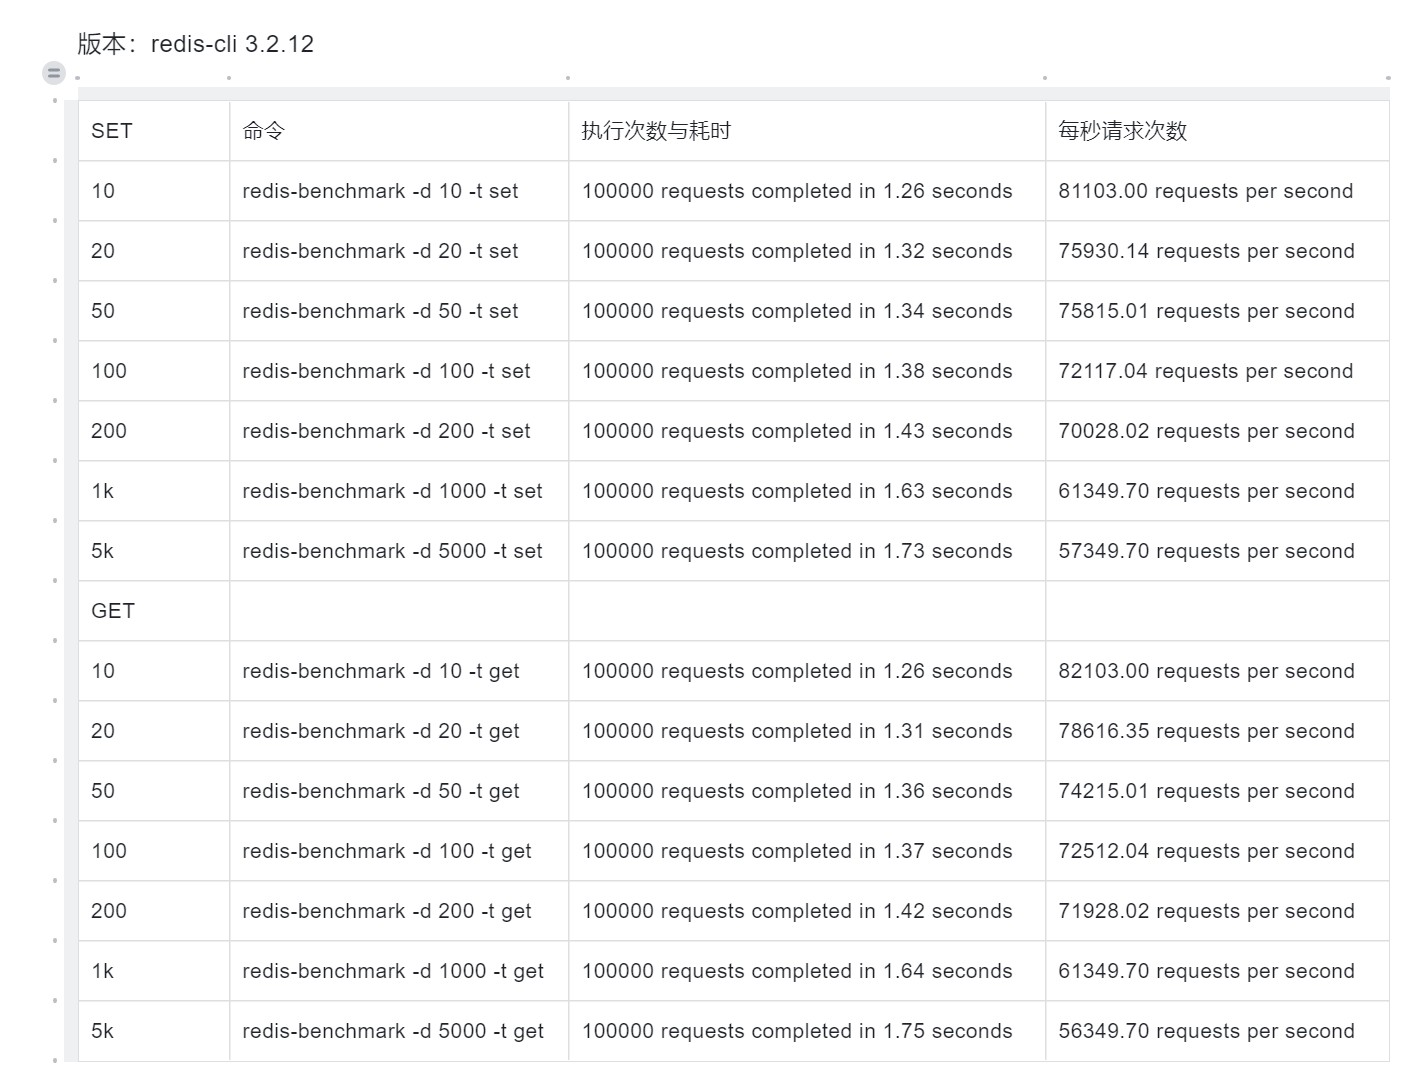 版本：redis-cli 3.2.12
SET 命令 执行次数与耗时 每秒请求次数
10 redis-benchmark -d 10 -t set 100000 requests completed in 1.26 seconds 81103.00 requests per second
20 redis-benchmark -d 20 -t set 100000 requests completed in 1.32 seconds 75930.14 requests per second
50 redis-benchmark -d 50 -t set 100000 requests completed in 1.34 seconds 75815.01 requests per second
100 redis-benchmark -d 100 -t set 100000 requests completed in 1.38 seconds 72117.04 requests per second
200 redis-benchmark -d 200 -t set 100000 requests completed in 1.43 seconds 70028.02 requests per second
1k redis-benchmark -d 1000 -t set 100000 requests completed in 1.63 seconds 61349.70 requests per second
5k redis-benchmark -d 5000 -t set 100000 requests completed in 1.73 seconds 57349.70 requests per second
GET
10 redis-benchmark -d 10 -t get 100000 requests completed in 1.26 seconds 82103.00 requests per second
20 redis-benchmark -d 20 -t get 100000 requests completed in 1.31 seconds 78616.35 requests per second
50 redis-benchmark -d 50 -t get 100000 requests completed in 1.36 seconds 74215.01 requests per second
100 redis-benchmark -d 100 -t get 100000 requests completed in 1.37 seconds 72512.04 requests per second
200 redis-benchmark -d 200 -t get 100000 requests completed in 1.42 seconds 71928.02 requests per second
1k redis-benchmark -d 1000 -t get 100000 requests completed in 1.64 seconds 61349.70 requests per second
5k redis-benchmark -d 5000 -t get 100000 requests completed in 1.75 seconds 56349.70 requests per second